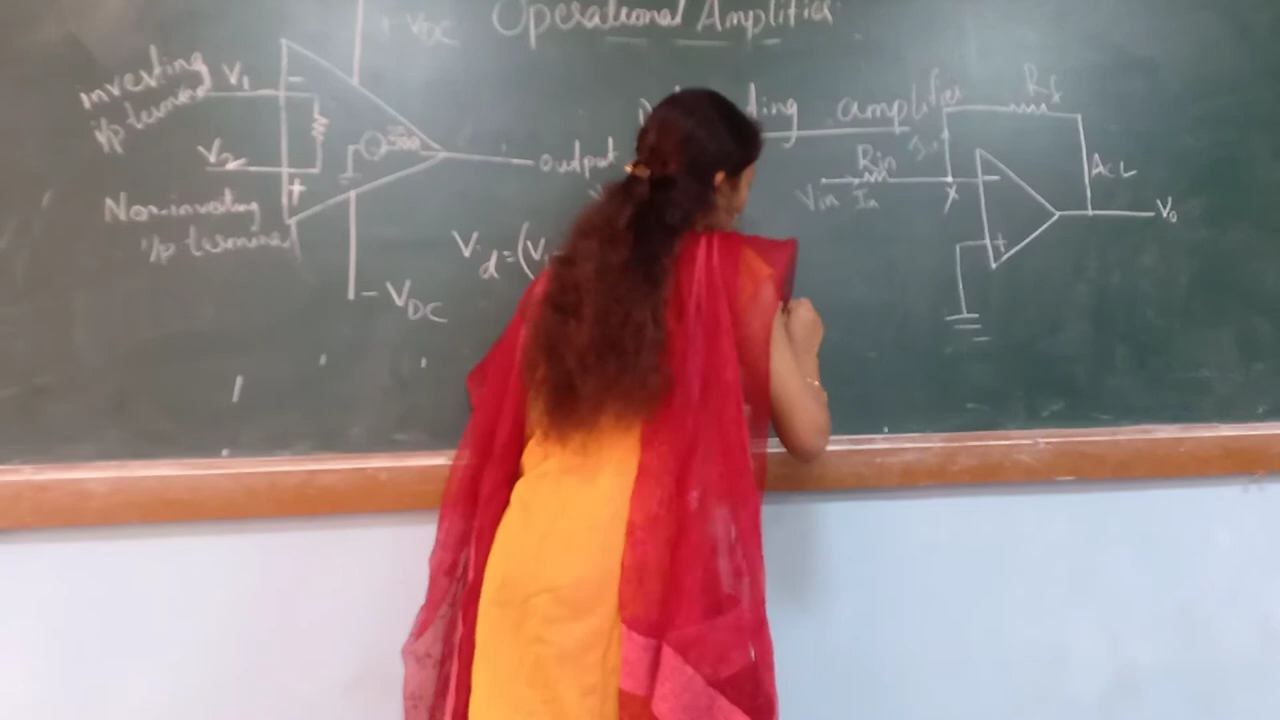 Operational Amplifier
+VDC
inverting V1 -
i/p terminal
V2
+
Non-inverting
i/p terminal
output
-VDC
Vd=(V
amplifier
Rf
Rin
Vin Iin
X
-
+
ACL
Vo